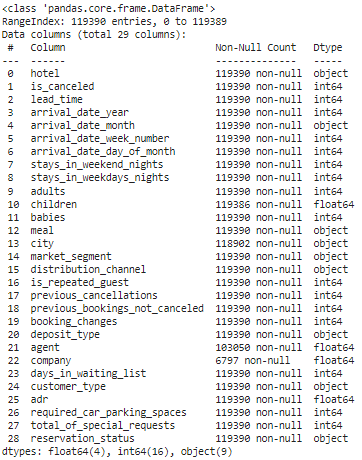 <class 'pandas.core.frame.DataFrame'>
RangeIndex: 119390 entries, 0 to 119389
Data columns (total 29 columns):
 #   Column                          Non-Null Count   Dtype
---  ------                          --------------   -----
 0   hotel                           119390 non-null  object
 1   is_canceled                     119390 non-null  int64
 2   lead_time                       119390 non-null  int64
 3   arrival_date_year               119390 non-null  int64
 4   arrival_date_month              119390 non-null  object
 5   arrival_date_week_number        119390 non-null  int64
 6   arrival_date_day_of_month       119390 non-null  int64
 7   stays_in_weekend_nights         119390 non-null  int64
 8   stays_in_weekdays_nights        119390 non-null  int64
 9   adults                          119390 non-null  int64
 10  children                        119386 non-null  float64
 11  babies                          119390 non-null  int64
 12  meal                            119390 non-null  object
 13  city                            118902 non-null  object
 14  market_segment                  119390 non-null  object
 15  distribution_channel            119390 non-null  object
 16  is_repeated_guest               119390 non-null  int64
 17  previous_cancellations          119390 non-null  int64
 18  previous_bookings_not_canceled  119390 non-null  int64
 19  booking_changes                 119390 non-null  int64
 20  deposit_type                    119390 non-null  object
 21  agent                           103050 non-null  float64
 22  company                         6797 non-null    float64
 23  days_in_waiting_list            119390 non-null  int64
 24  customer_type                   119390 non-null  object
 25  adr                             119390 non-null  float64
 26  required_car_parking_spaces     119390 non-null  int64
 27  total_of_special_requests       119390 non-null  int64
 28  reservation_status              119390 non-null  object
dtypes: float64(4), int64(16), object(9)